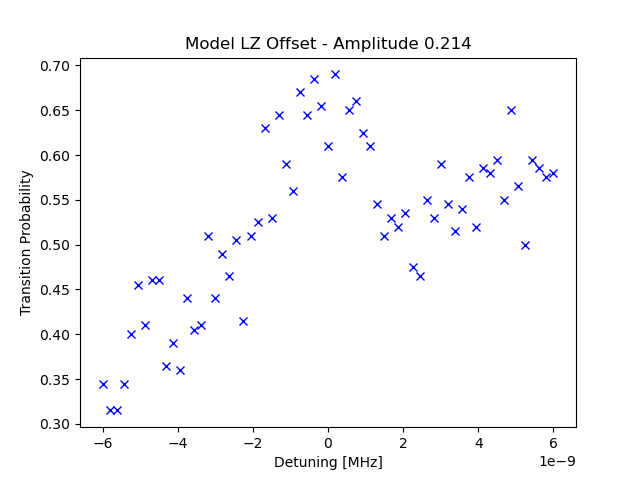 Model LZ Offset - Amplitude 0.214
Transition Probability
0.70
0.65
0.60
0.55
0.50
0.45
0.40
0.35
0.30
−6 −4 −2 0 2 4 6
1e−9
Detuning [MHz]